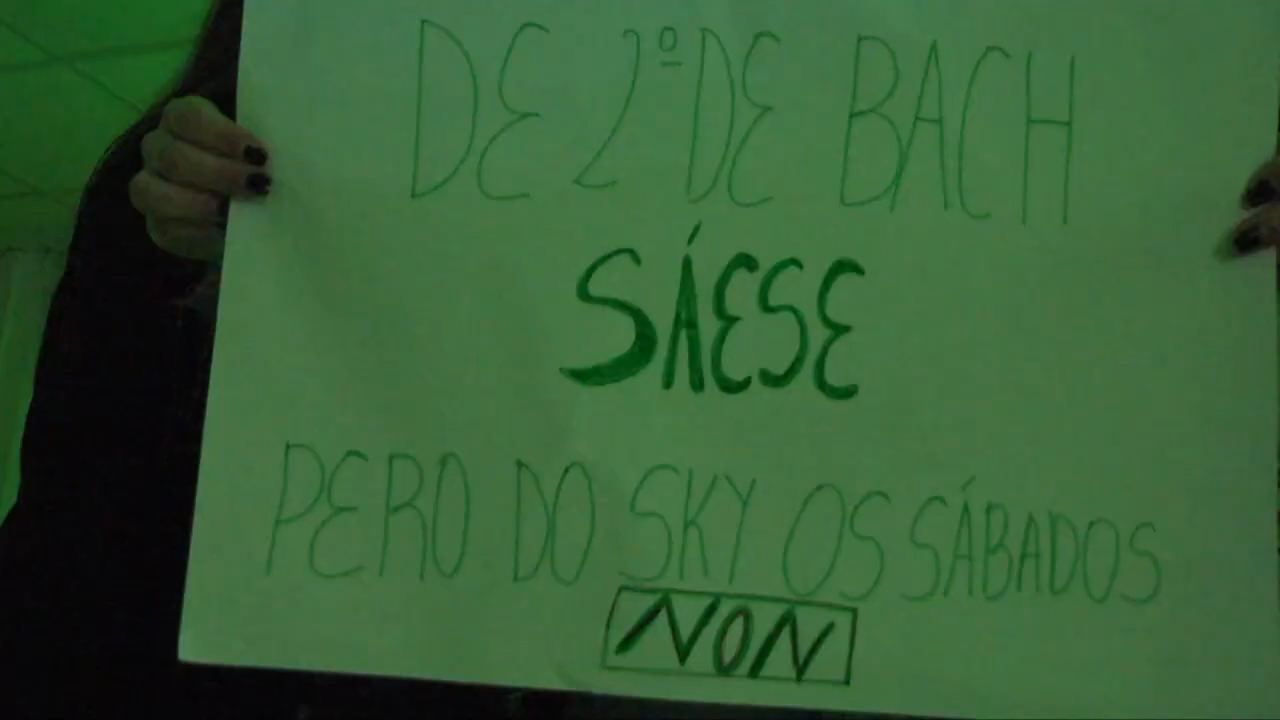 DE 2º DE BACH
SÁESE
PERO DO SKY OS SÁBADOS
NON